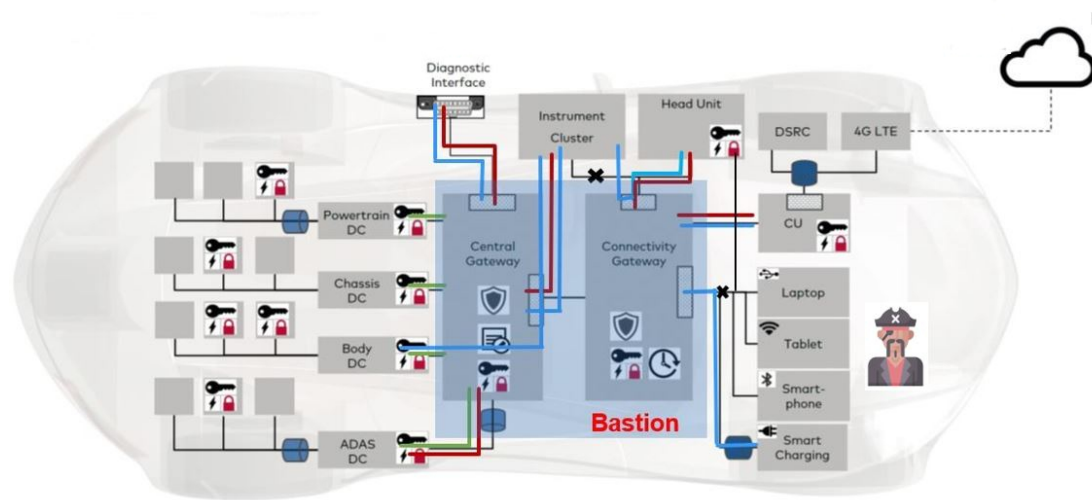 Diagnostic
Interface
Instrument
Cluster
Head Unit
DSRC
4G LTE
Powertrain
DC
Central
Gateway
Connectivity
Gateway
CU
Chassis
DC
Laptop
Body
DC
Tablet
Smart-
phone
Bastion
ADAS
DC
Smart
Charging